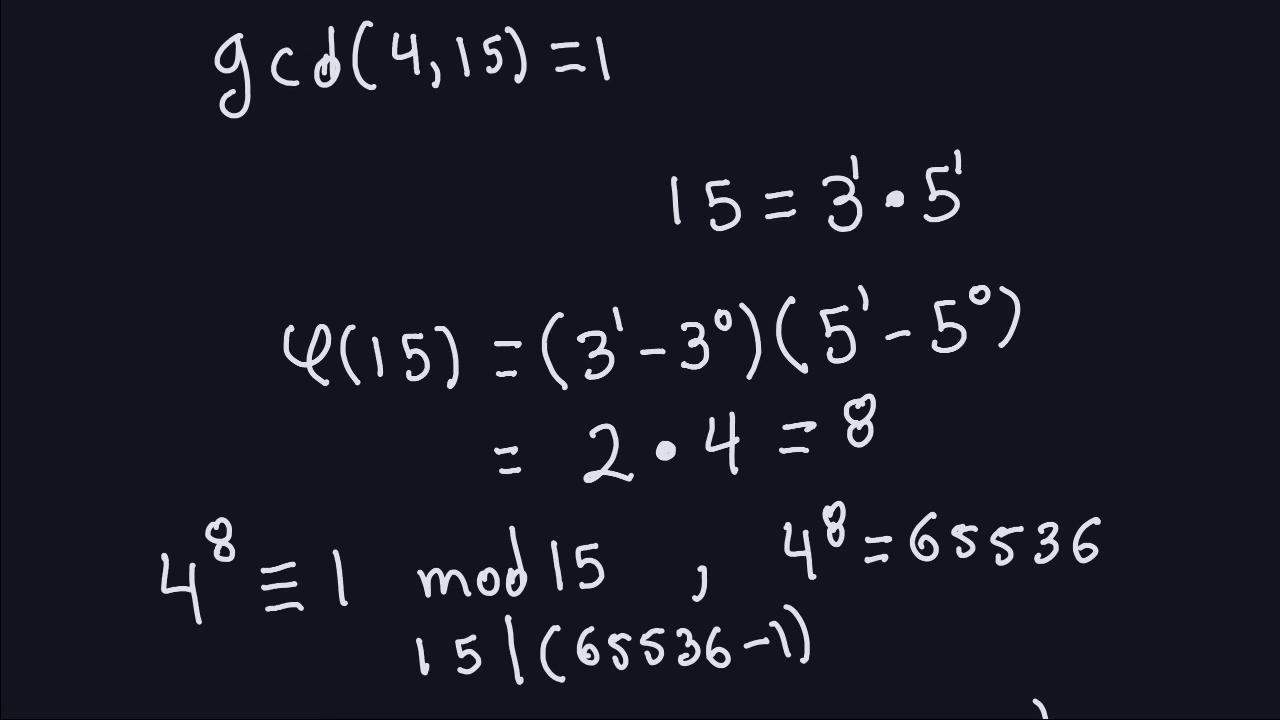 gcd(4,15)=1
15 = 3¹ • 5¹
φ(15) = (3¹ - 3⁰)(5¹ - 5⁰)
= 2 • 4 = 8
4⁸ ≡ 1 mod 15 , 4⁸ = 65536
15 | (65536 - 1)